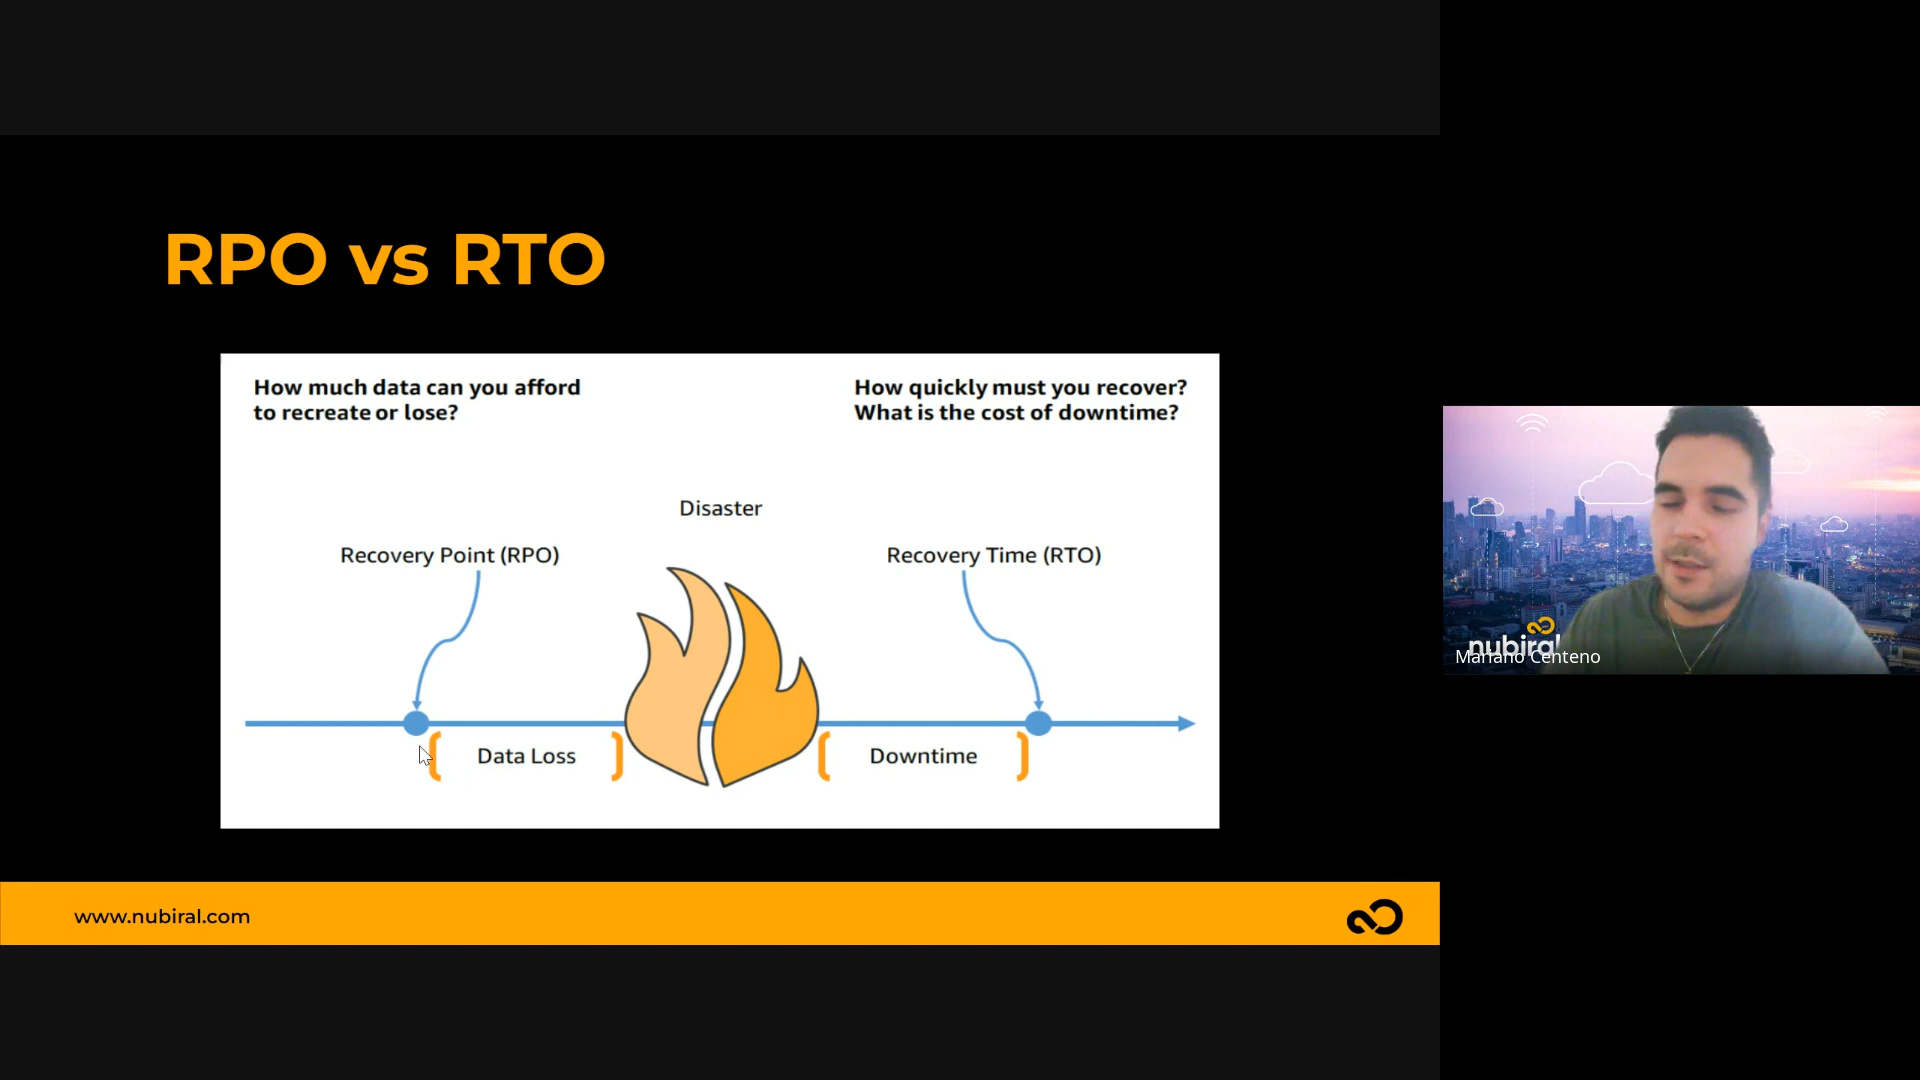 RPO vs RTO
How much data can you afford
to recreate or lose?
How quickly must you recover?
What is the cost of downtime?
Disaster
Recovery Point (RPO)
Recovery Time (RTO)
Data Loss
Downtime
nubiral
Mariano Centeno
www.nubiral.com